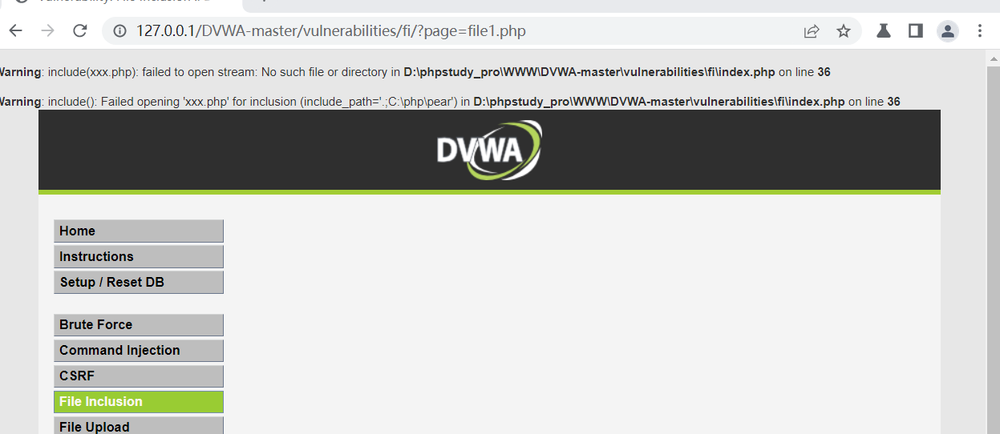 127.0.0.1/DVWA-master/vulnerabilities/fi/?page=file1.php
Warning: include(xxx.php): failed to open stream: No such file or directory in D:\phpstudy_pro\WWW\DVWA-master\vulnerabilities\fi\index.php on line 36
Warning: include(): Failed opening 'xxx.php' for inclusion (include_path='.;C:\php\pear') in D:\phpstudy_pro\WWW\DVWA-master\vulnerabilities\fi\index.php on line 36
DVWA
Home
Instructions
Setup / Reset DB
Brute Force
Command Injection
CSRF
File Inclusion
File Upload